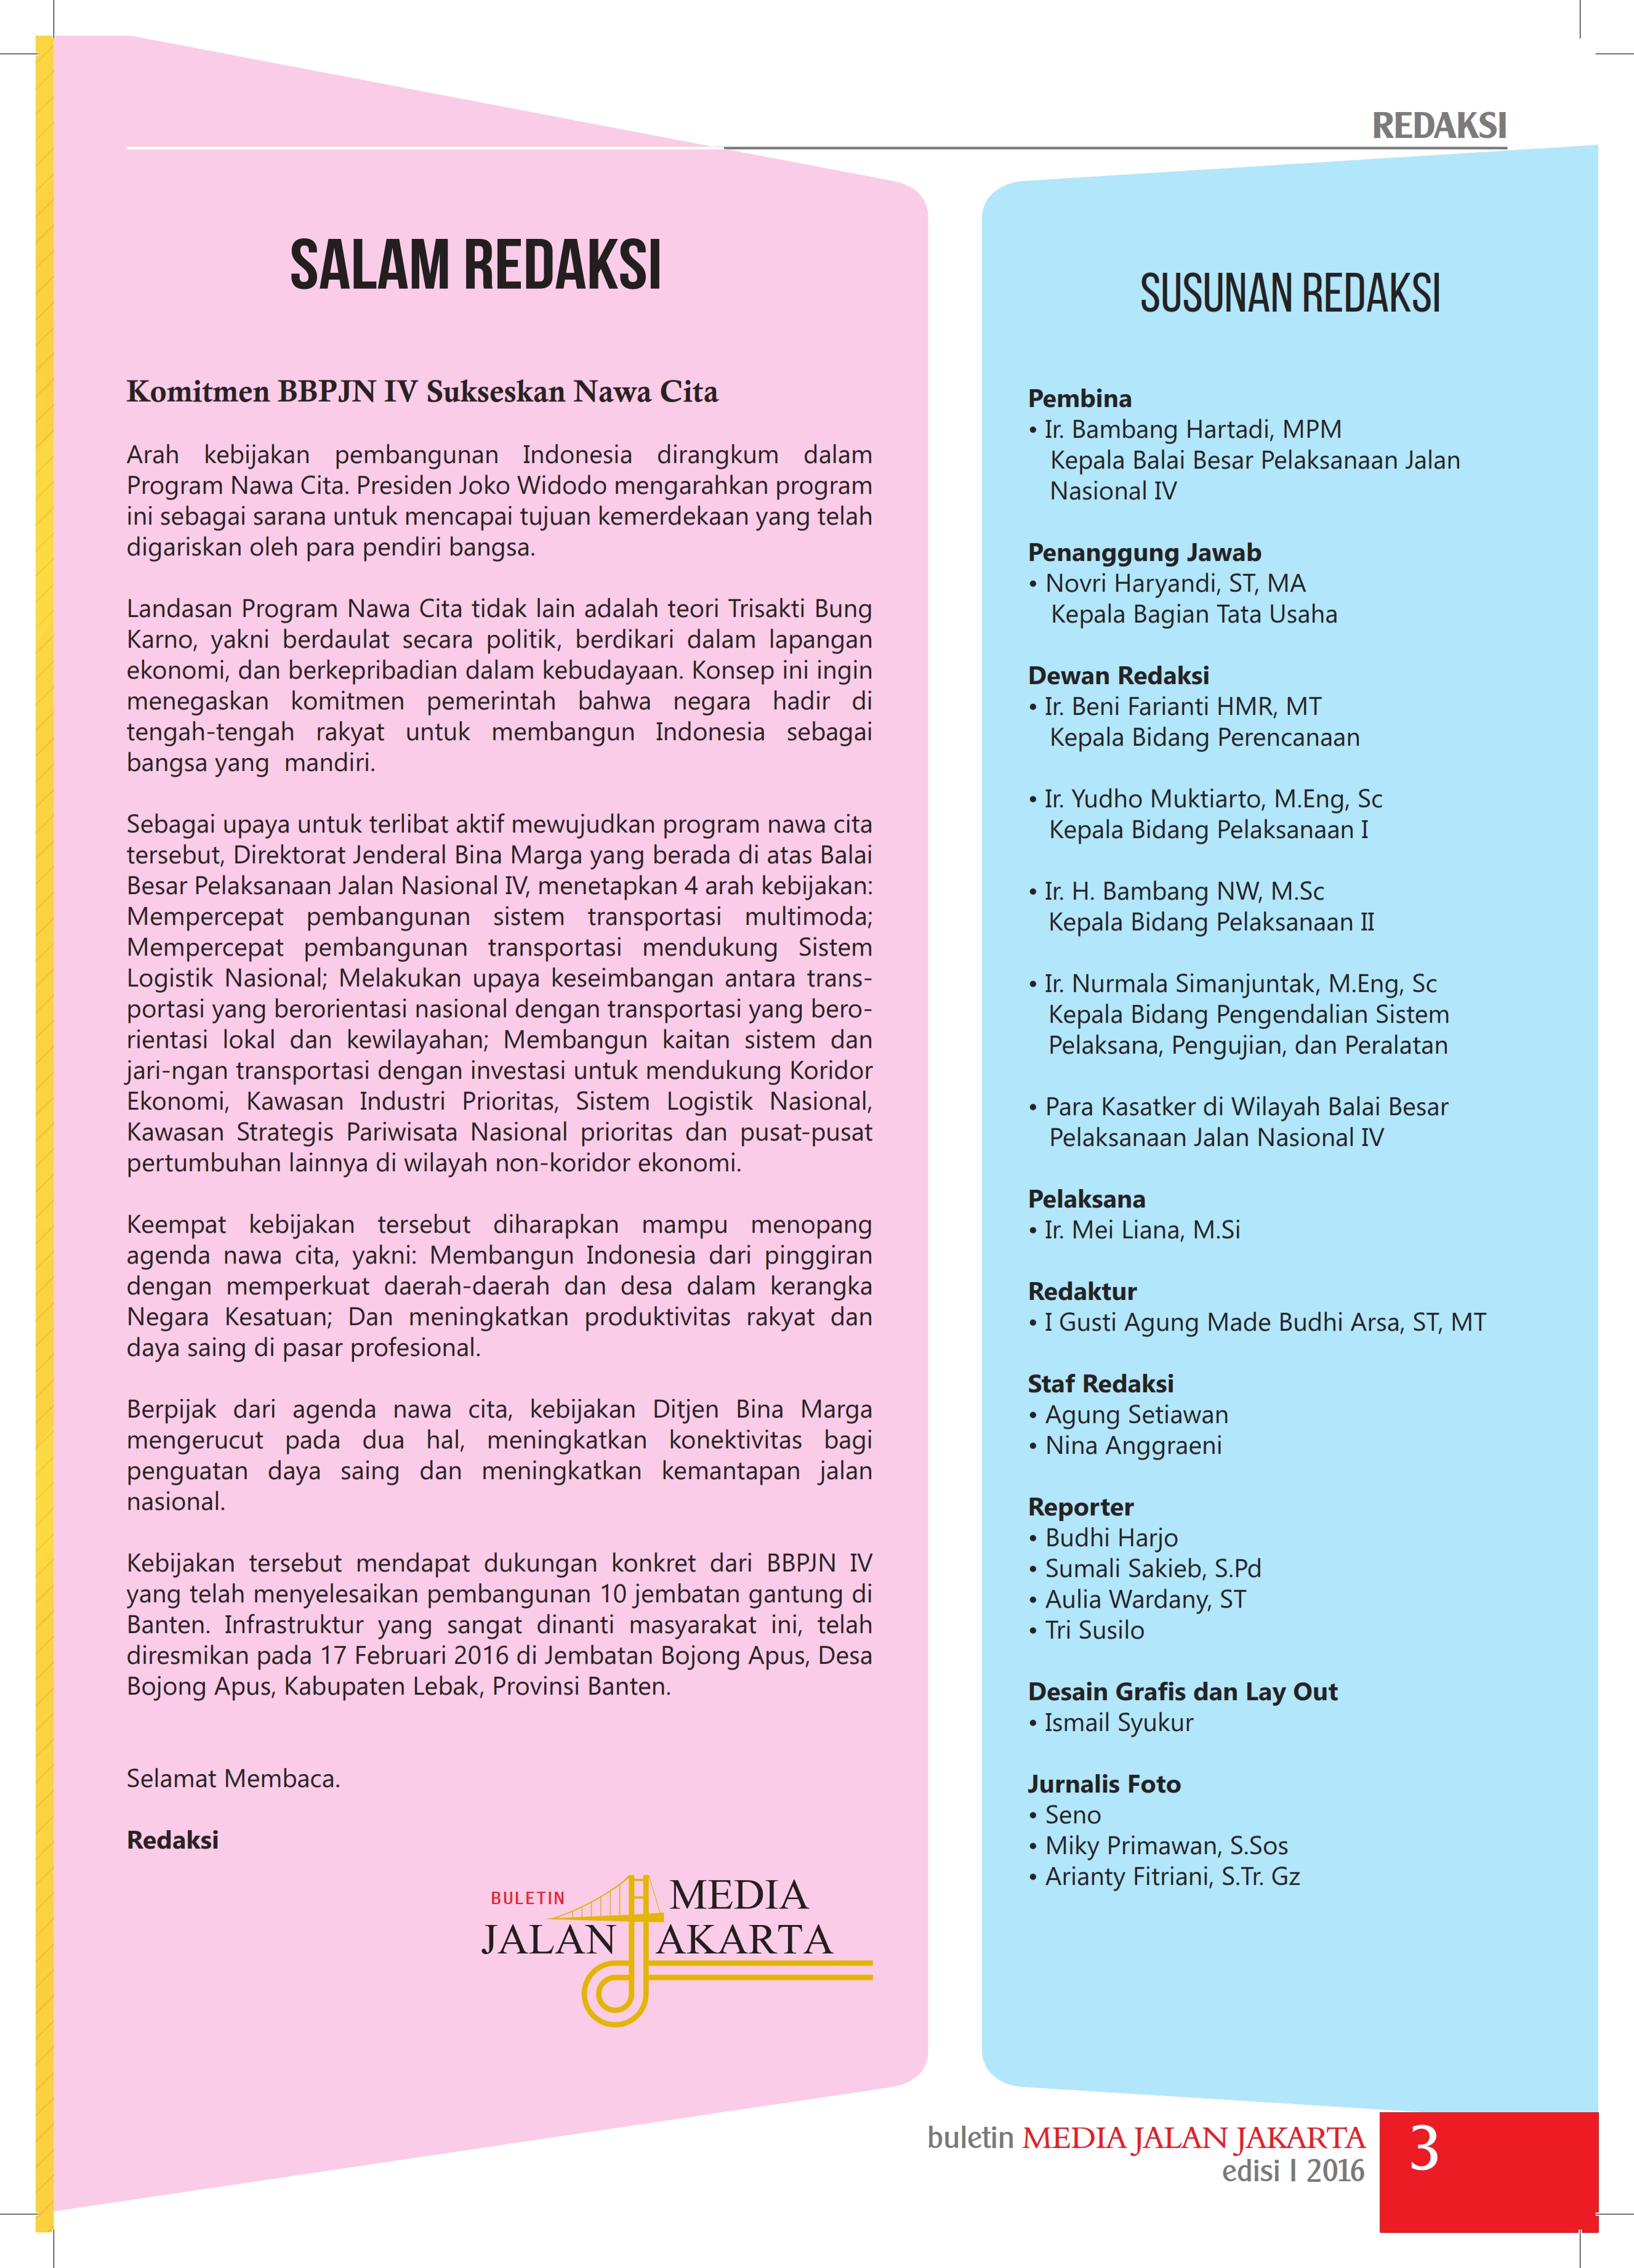 REDAKSI
SALAM REDAKSI
Komitmen BBPJN IV Sukseskan Nawa Cita
Arah kebijakan pembangunan Indonesia dirangkum dalam
Program Nawa Cita. Presiden Joko Widodo mengarahkan program
ini sebagai sarana untuk mencapai tujuan kemerdekaan yang telah
digariskan oleh para pendiri bangsa.
Landasan Program Nawa Cita tidak lain adalah teori Trisakti Bung
Karno, yakni berdaulat secara politik, berdikari dalam lapangan
ekonomi, dan berkepribadian dalam kebudayaan. Konsep ini ingin
menegaskan komitmen pemerintah bahwa negara hadir di
tengah-tengah rakyat untuk membangun Indonesia sebagai
bangsa yang mandiri.
Sebagai upaya untuk terlibat aktif mewujudkan program nawa cita
tersebut, Direktorat Jenderal Bina Marga yang berada di atas Balai
Besar Pelaksanaan Jalan Nasional IV, menetapkan 4 arah kebijakan:
Mempercepat pembangunan sistem transportasi multimoda;
Mempercepat pembangunan transportasi mendukung Sistem
Logistik Nasional; Melakukan upaya keseimbangan antara trans-
portasi yang berorientasi nasional dengan transportasi yang bero-
rientasi lokal dan kewilayahan; Membangun kaitan sistem dan
jari-ngan transportasi dengan investasi untuk mendukung Koridor
Ekonomi, Kawasan Industri Prioritas, Sistem Logistik Nasional,
Kawasan Strategis Pariwisata Nasional prioritas dan pusat-pusat
pertumbuhan lainnya di wilayah non-koridor ekonomi.
Keempat kebijakan tersebut diharapkan mampu menopang
agenda nawa cita, yakni: Membangun Indonesia dari pinggiran
dengan memperkuat daerah-daerah dan desa dalam kerangka
Negara Kesatuan; Dan meningkatkan produktivitas rakyat dan
daya saing di pasar profesional.
Berpijak dari agenda nawa cita, kebijakan Ditjen Bina Marga
mengerucut pada dua hal, meningkatkan konektivitas bagi
penguatan daya saing dan meningkatkan kemantapan jalan
nasional.
Kebijakan tersebut mendapat dukungan konkret dari BBPJN IV
yang telah menyelesaikan pembangunan 10 jembatan gantung di
Banten. Infrastruktur yang sangat dinanti masyarakat ini, telah
diresmikan pada 17 Februari 2016 di Jembatan Bojong Apus, Desa
Bojong Apus, Kabupaten Lebak, Provinsi Banten.
Selamat Membaca.
Redaksi
BULETIN
MEDIA
JALAN JAKARTA
SUSUNAN REDAKSI
Pembina
• Ir. Bambang Hartadi, MPM
Kepala Balai Besar Pelaksanaan Jalan
Nasional IV
Penanggung Jawab
• Novri Haryandi, ST, MA
Kepala Bagian Tata Usaha
Dewan Redaksi
• Ir. Beni Farianti HMR, MT
Kepala Bidang Perencanaan
• Ir. Yudho Muktiarto, M.Eng, Sc
Kepala Bidang Pelaksanaan I
• Ir. H. Bambang NW, M.Sc
Kepala Bidang Pelaksanaan II
• Ir. Nurmala Simanjuntak, M.Eng, Sc
Kepala Bidang Pengendalian Sistem
Pelaksana, Pengujian, dan Peralatan
• Para Kasatker di Wilayah Balai Besar
Pelaksanaan Jalan Nasional IV
Pelaksana
• Ir. Mei Liana, M.Si
Redaktur
• I Gusti Agung Made Budhi Arsa, ST, MT
Staf Redaksi
• Agung Setiawan
• Nina Anggraeni
Reporter
• Budhi Harjo
• Sumali Sakieb, S.Pd
• Aulia Wardany, ST
• Tri Susilo
Desain Grafis dan Lay Out
• Ismail Syukur
Jurnalis Foto
• Seno
• Miky Primawan, S.Sos
• Arianty Fitriani, S.Tr. Gz
buletin MEDIA JALAN JAKARTA
edisi I 2016
3